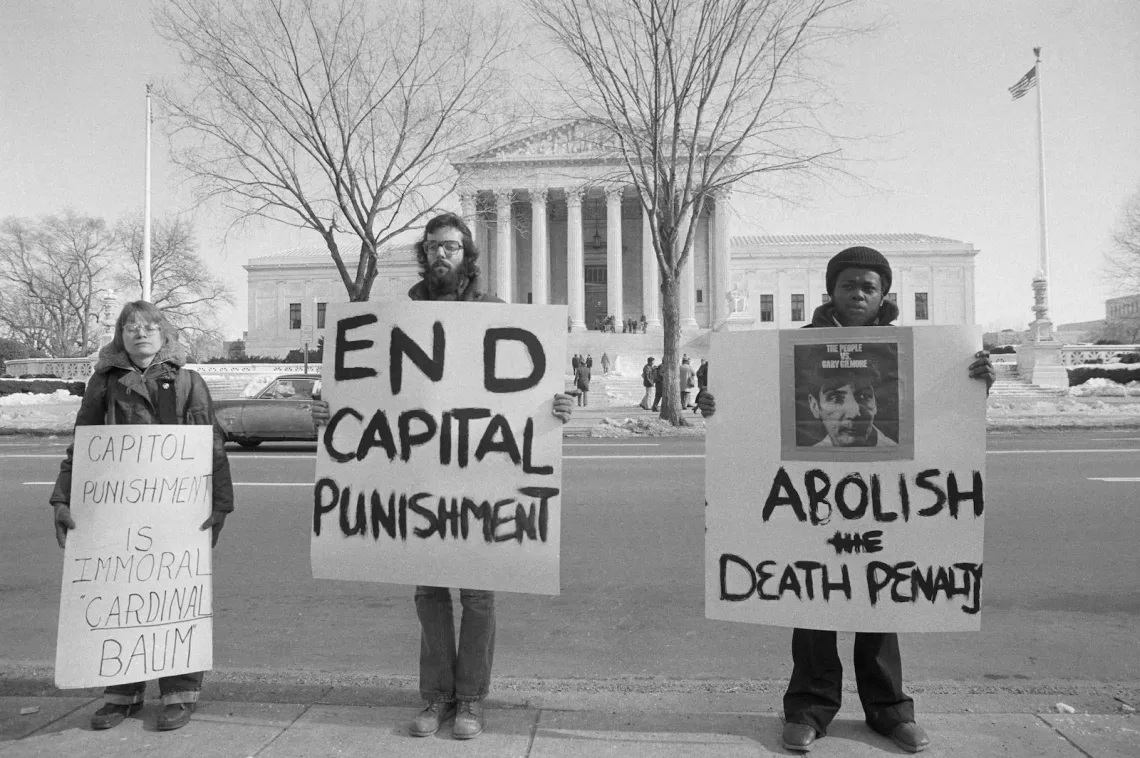 CAPITOL
PUNISHMENT
IS
IMMORAL
"CARDINAL
BAUM"
END
CAPITAL
PUNISHMENT
THE PEOPLE
VS.
GARY GILMORE
ABOLISH
the
DEATH PENALTY